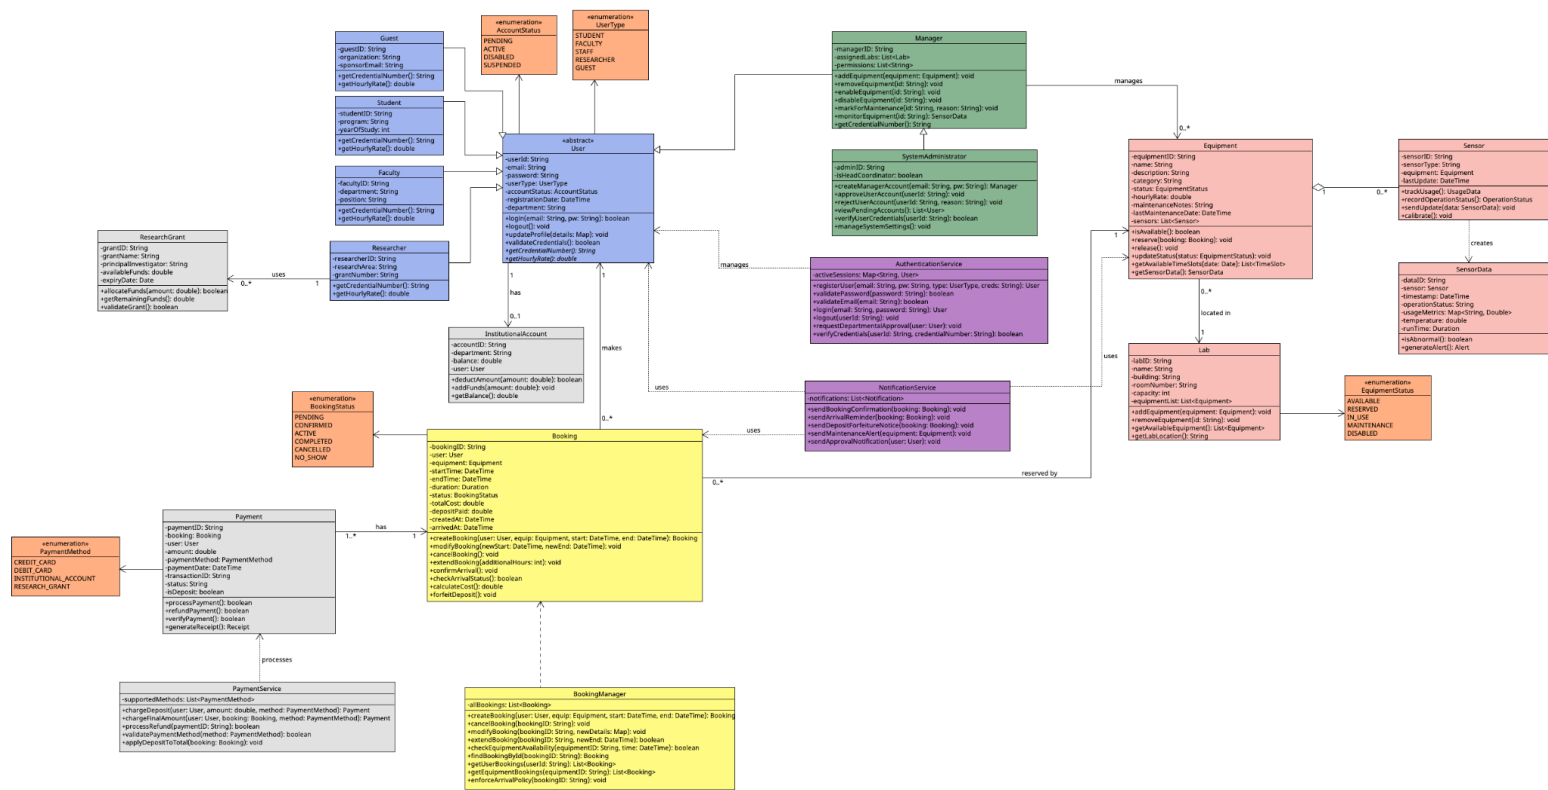 «enumeration»
AccountStatus
PENDING
ACTIVE
DISABLED
SUSPENDED
«enumeration»
UserType
STUDENT
FACULTY
STAFF
RESEARCHER
GUEST
Guest
-guestID: String
-organization: String
-sponsorEmail: String
+getCredentialNumber(): String
+getHourlyRate(): double
Student
-studentID: String
-program: String
-yearOfStudy: int
+getCredentialNumber(): String
+getHourlyRate(): double
Faculty
-facultyID: String
-department: String
-position: String
+getCredentialNumber(): String
+getHourlyRate(): double
Researcher
-researcherID: String
-researchArea: String
-grantNumber: String
+getCredentialNumber(): String
+getHourlyRate(): double
ResearchGrant
-grantID: String
-grantName: String
-principalInvestigator: String
-availableFunds: double
-expiryDate: Date
+allocateFunds(amount: double): boolean
+getRemainingFunds(): double
+validateGrant(): boolean
uses
0..*
1
«abstract»
User
-userId: String
-email: String
-password: String
-userType: UserType
-accountStatus: AccountStatus
-registrationDate: DateTime
-department: String
+login(email: String, pw: String): boolean
+logout(): void
+updateProfile(details: Map): void
+validateCredentials(): boolean
+getCredentialNumber(): String
+getHourlyRate(): double
Manager
-managerID: String
-assignedLabs: List<Lab>
-permissions: List<String>
+addEquipment(equipment: Equipment): void
+removeEquipment(id: String): void
+enableEquipment(id: String): void
+disableEquipment(id: String): void
+markForMaintenance(id: String, reason: String): void
+monitorEquipment(id: String): SensorData
+getCredentialNumber(): String
manages
0..*
SystemAdministrator
-adminID: String
-isHeadCoordinator: boolean
+createManagerAccount(email: String, pw: String): Manager
+approveUserAccount(userId: String): void
+rejectUserAccount(userId: String, reason: String): void
+viewPendingAccounts(): List<User>
+verifyUserCredentials(userId: String): boolean
+manageSystemSettings(): void
Equipment
-equipmentID: String
-name: String
-description: String
-category: String
-status: EquipmentStatus
-hourlyRate: double
-maintenanceNotes: String
-lastMaintenanceDate: DateTime
-sensors: List<Sensor>
+isAvailable(): boolean
+reserve(booking: Booking): void
+release(): void
+updateStatus(status: EquipmentStatus): void
+getAvailableTimeSlots(date: Date): List<TimeSlot>
+getSensorData(): SensorData
1
0..*
Sensor
-sensorID: String
-sensorType: String
-equipment: Equipment
-lastUpdate: DateTime
+trackUsage(): UsageData
+recordOperationStatus(): OperationStatus
+sendUpdate(data: SensorData): void
+calibrate(): void
creates
SensorData
-dataID: String
-sensor: Sensor
-timestamp: DateTime
-operationStatus: String
-usageMetrics: Map<String, Double>
-temperature: double
-runTime: Duration
+isAbnormal(): boolean
+generateAlert(): Alert
1
manages
AuthenticationService
-activeSessions: Map<String, User>
+registerUser(email: String, pw: String, type: UserType, creds: String): User
+validatePassword(password: String): boolean
+validateEmail(email: String): boolean
+login(email: String, password: String): User
+logout(userId: String): void
+requestDepartmentalApproval(user: User): void
+verifyCredentials(userId: String, credentialNumber: String): boolean
1
has
0..1
1
makes
0..*
InstitutionalAccount
-accountID: String
-department: String
-balance: double
-user: User
+deductAmount(amount: double): boolean
+addFunds(amount: double): void
+getBalance(): double
0..*
located in
1
Lab
-labID: String
-name: String
-building: String
-roomNumber: String
-capacity: int
-equipmentList: List<Equipment>
+addEquipment(equipment: Equipment): void
+removeEquipment(id: String): void
+getAvailableEquipment(): List<Equipment>
+getLabLocation(): String
«enumeration»
EquipmentStatus
AVAILABLE
RESERVED
IN_USE
MAINTENANCE
DISABLED
uses
uses
NotificationService
-notifications: List<Notification>
+sendBookingConfirmation(booking: Booking): void
+sendArrivalReminder(booking: Booking): void
+sendDepositForfeitureNotice(booking: Booking): void
+sendMaintenanceAlert(equipment: Equipment): void
+sendApprovalNotification(user: User): void
uses
«enumeration»
BookingStatus
PENDING
CONFIRMED
ACTIVE
COMPLETED
CANCELLED
NO_SHOW
Booking
-bookingID: String
-user: User
-equipment: Equipment
-startTime: DateTime
-endTime: DateTime
-duration: Duration
-status: BookingStatus
-totalCost: double
-depositPaid: double
-createdAt: DateTime
-arrivedAt: DateTime
+createBooking(user: User, equip: Equipment, start: DateTime, end: DateTime): Booking
+modifyBooking(newStart: DateTime, newEnd: DateTime): void
+cancelBooking(): void
+extendBooking(additionalHours: int): void
+confirmArrival(): void
+checkArrivalStatus(): boolean
+calculateCost(): double
+forfeitDeposit(): void
reserved by
0..*
Payment
-paymentID: String
-booking: Booking
-user: User
-amount: double
-paymentMethod: PaymentMethod
-paymentDate: DateTime
-transactionID: String
-status: String
-isDeposit: boolean
+processPayment(): boolean
+refundPayment(): boolean
+verifyPayment(): boolean
+generateReceipt(): Receipt
has
1..*
1
«enumeration»
PaymentMethod
CREDIT_CARD
DEBIT_CARD
INSTITUTIONAL_ACCOUNT
RESEARCH_GRANT
processes
PaymentService
-supportedMethods: List<PaymentMethod>
+chargeDeposit(user: User, amount: double, method: PaymentMethod): Payment
+chargeFinalAmount(user: User, booking: Booking, method: PaymentMethod): Payment
+processRefund(paymentID: String): boolean
+validatePaymentMethod(method: PaymentMethod): boolean
+applyDepositToTotal(booking: Booking): void
BookingManager
-allBookings: List<Booking>
+createBooking(user: User, equip: Equipment, start: DateTime, end: DateTime): Booking
+cancelBooking(bookingID: String): void
+modifyBooking(bookingID: String, newDetails: Map): void
+extendBooking(bookingID: String, newEnd: DateTime): boolean
+checkEquipmentAvailability(equipmentID: String, time: DateTime): boolean
+findBookingById(bookingID: String): Booking
+getUserBookings(userId: String): List<Booking>
+getEquipmentBookings(equipmentID: String): List<Booking>
+enforceArrivalPolicy(bookingID: String): void